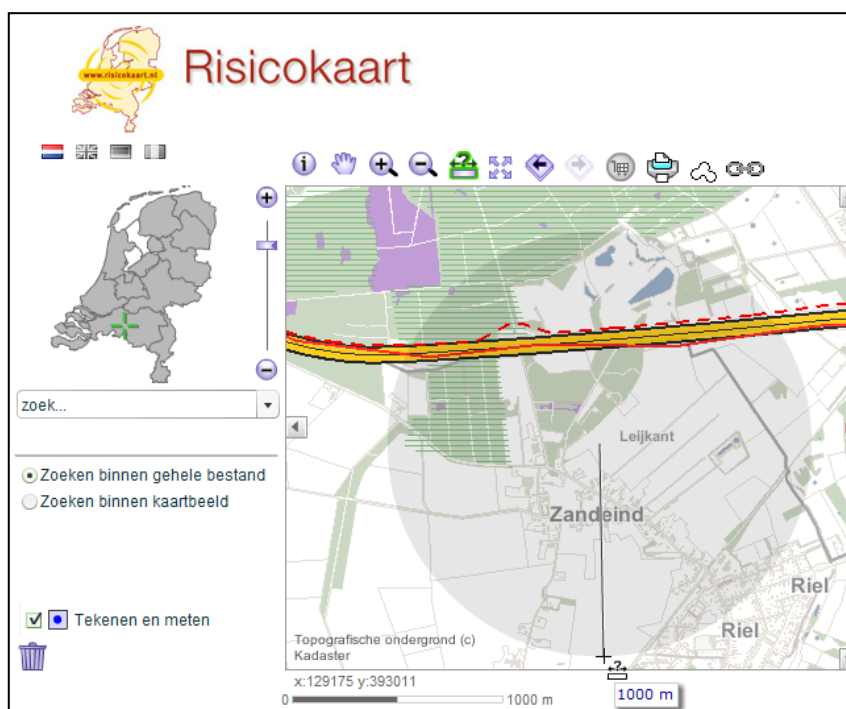 www.risicokaart.nl
Risicokaart
zoek...
Zoeken binnen gehele bestand
Zoeken binnen kaartbeeld
Tekenen en meten
Leijkant
Zandeind
Riel
Riel
Topografische ondergrond (c)
Kadaster
x:129175 y:393011
0 1000 m
1000 m